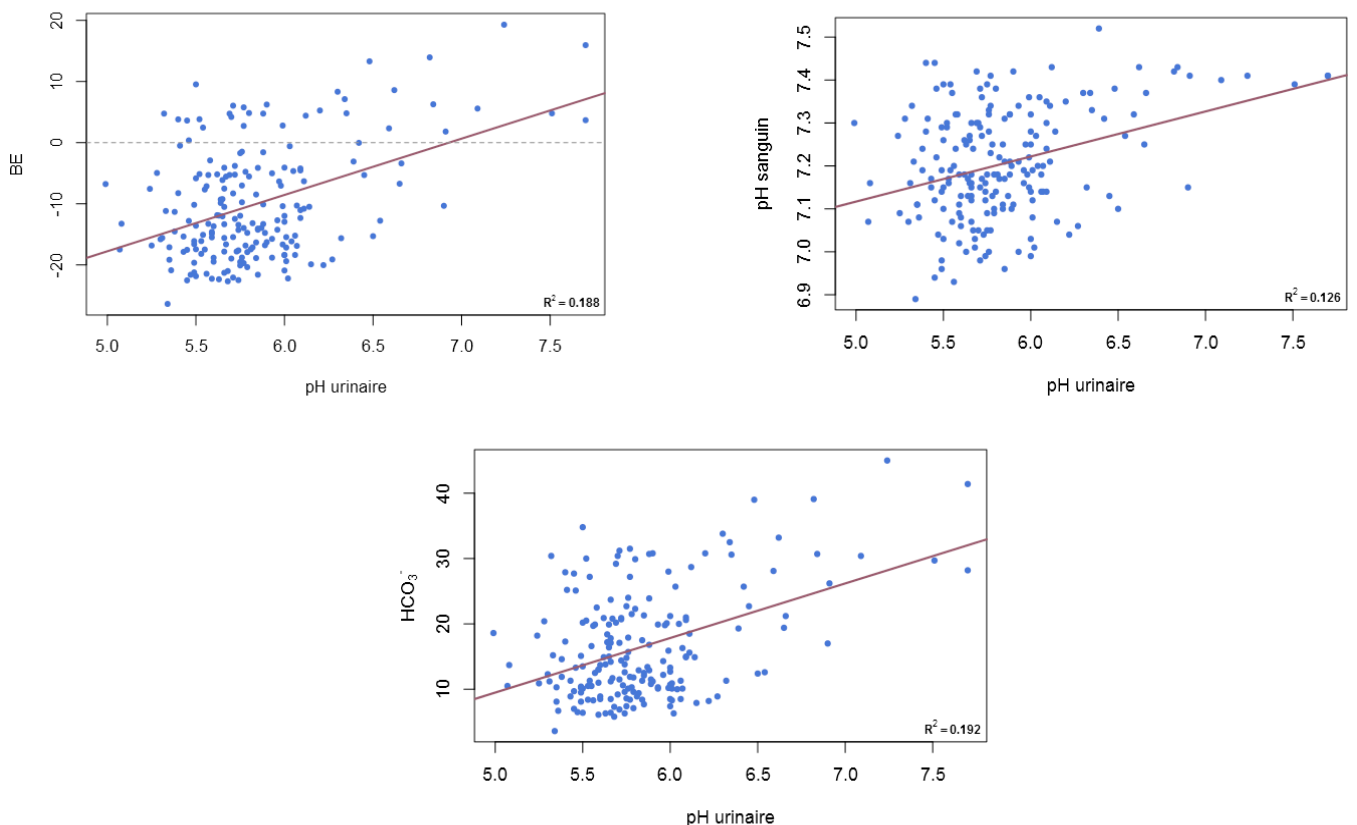 20
10
0
-10
-20
BE
R² = 0.188
5.0 5.5 6.0 6.5 7.0 7.5
pH urinaire
7.5
7.4
7.3
7.2
7.1
7.0
6.9
pH sanguin
R² = 0.126
5.0 5.5 6.0 6.5 7.0 7.5
pH urinaire
40
30
20
10
HCO₃⁻
R² = 0.192
5.0 5.5 6.0 6.5 7.0 7.5
pH urinaire